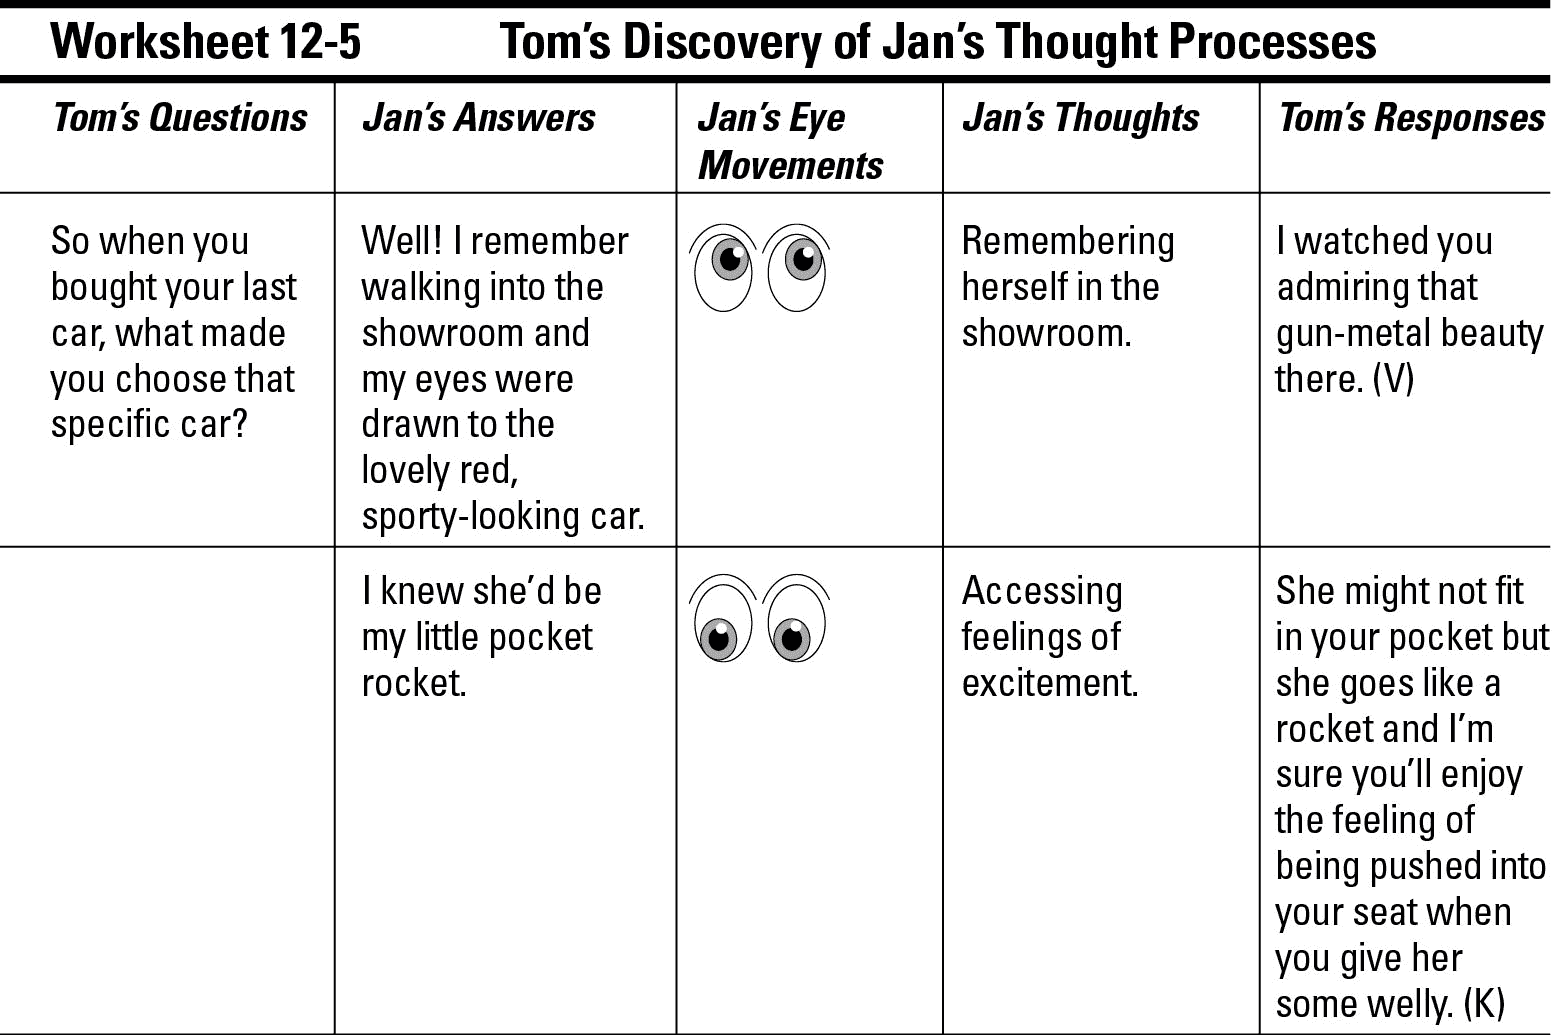 Worksheet 12-5 Tom's Discovery of Jan's Thought Processes
Tom's Questions
Jan's Answers
Jan's Eye
Movements
Jan's Thoughts
Tom's Responses
So when you
bought your last
car, what made
you choose that
specific car?
Well! I remember
walking into the
showroom and
my eyes were
drawn to the
lovely red,
sporty-looking car.
Remembering
herself in the
showroom.
I watched you
admiring that
gun-metal beauty
there. (V)
I knew she'd be
my little pocket
rocket.
Accessing
feelings of
excitement.
She might not fit
in your pocket but
she goes like a
rocket and I'm
sure you'll enjoy
the feeling of
being pushed into
your seat when
you give her
some welly. (K)